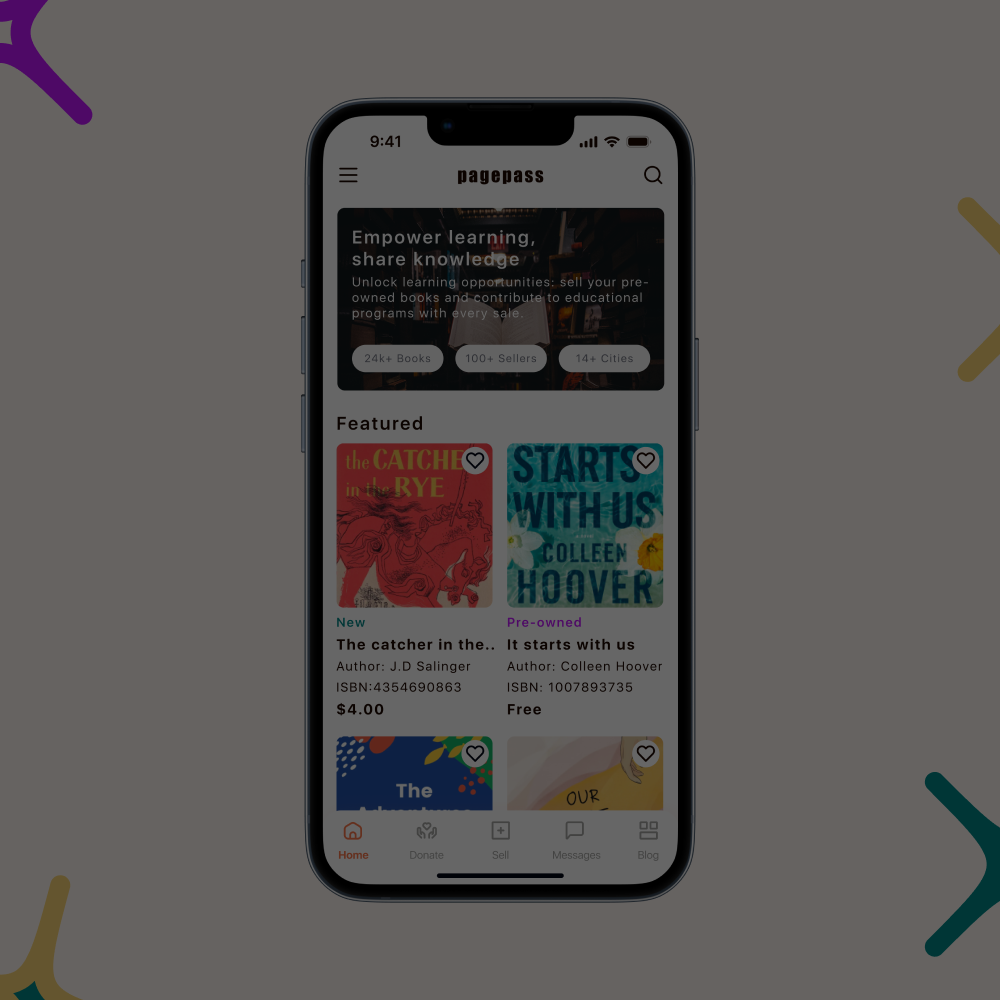 9:41
pagepass
Empower learning,
share knowledge
Unlock learning opportunities: sell your pre-
owned books and contribute to educational
programs with every sale.
24k+ Books 100+ Sellers 14+ Cities
Featured
the CATCHE
in the RYE
STARTS
WITH US
COLLEEN
HOOVER
New
The catcher in the..
Author: J.D Salinger
ISBN:4354690863
$4.00
Pre-owned
It starts with us
Author: Colleen Hoover
ISBN: 1007893735
Free
The
Adventures
OUR
Home Donate Sell Messages Blog